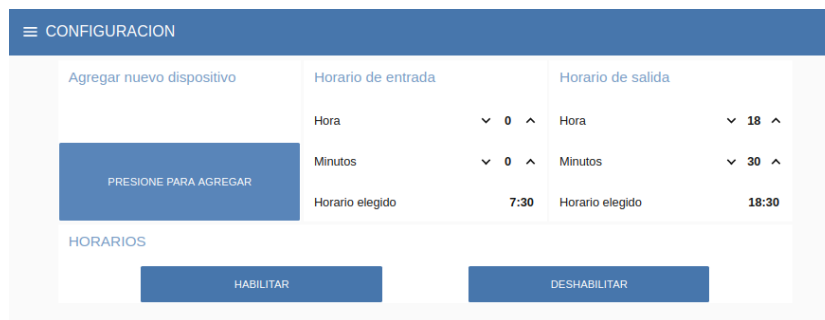 CONFIGURACION
Agregar nuevo dispositivo
PRESIONE PARA AGREGAR
Horario de entrada
Hora 0
Minutos 0
Horario elegido 7:30
Horario de salida
Hora 18
Minutos 30
Horario elegido 18:30
HORARIOS
HABILITAR
DESHABILITAR